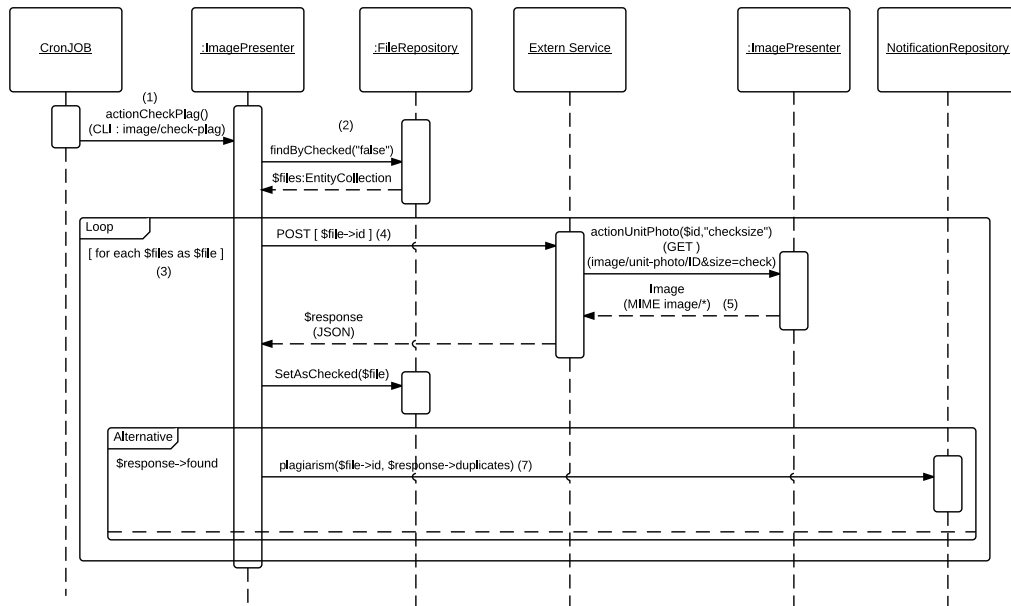 CronJOB
:ImagePresenter
:FileRepository
Extern Service
:ImagePresenter
NotificationRepository
(1)
actionCheckPlag()
(CLI : image/check-plag)
(2)
findByChecked("false")
$files:EntityCollection
Loop
[ for each $files as $file ]
(3)
POST [ $file->id ] (4)
actionUnitPhoto($id,"checksize")
(GET )
(image/unit-photo/ID&size=check)
Image
(MIME image/*) (5)
$response
(JSON)
SetAsChecked($file)
Alternative
$response->found
plagiarism($file->id, $response->duplicates) (7)